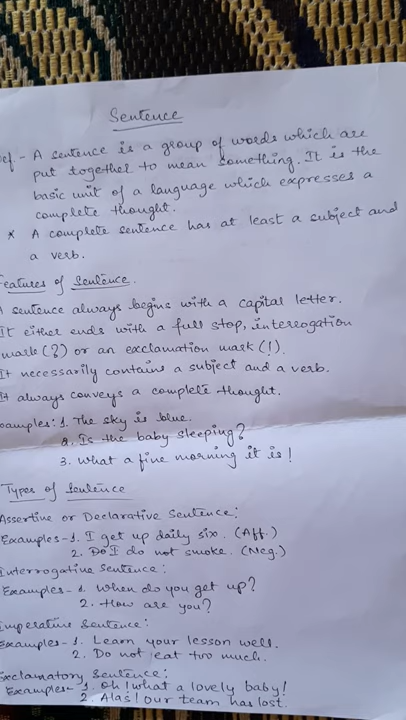 Sentence
ef. - A sentence is a group of words which are
put together to mean something. It is the
basic unit of a language which expresses a
complete thought.
* A complete sentence has at least a subject and
a verb.
eatures of Sentence.
sentence always begins with a capital letter.
It either ends with a full stop, interrogation
mark (?) or an exclamation mark (!).
It necessarily contains a subject and a verb.
It always conveys a complete thought.
xamples: 1. The sky is blue.
2. Is the baby sleeping?
3. What a fine morning it is!
Types of Sentence
Assertive or Declarative Sentence:
Examples - 1. I get up daily six. (Aff.)
2. I do not smoke. (Neg.)
Interrogative Sentence:
Examples - 1. When do you get up?
2. How are you?
Imperative Sentence:
Examples - 1. Learn your lesson well.
2. Do not eat too much.
Exclamatory Sentence:
Examples - 1. Oh! what a lovely baby!
2. Alas! Our team has lost.